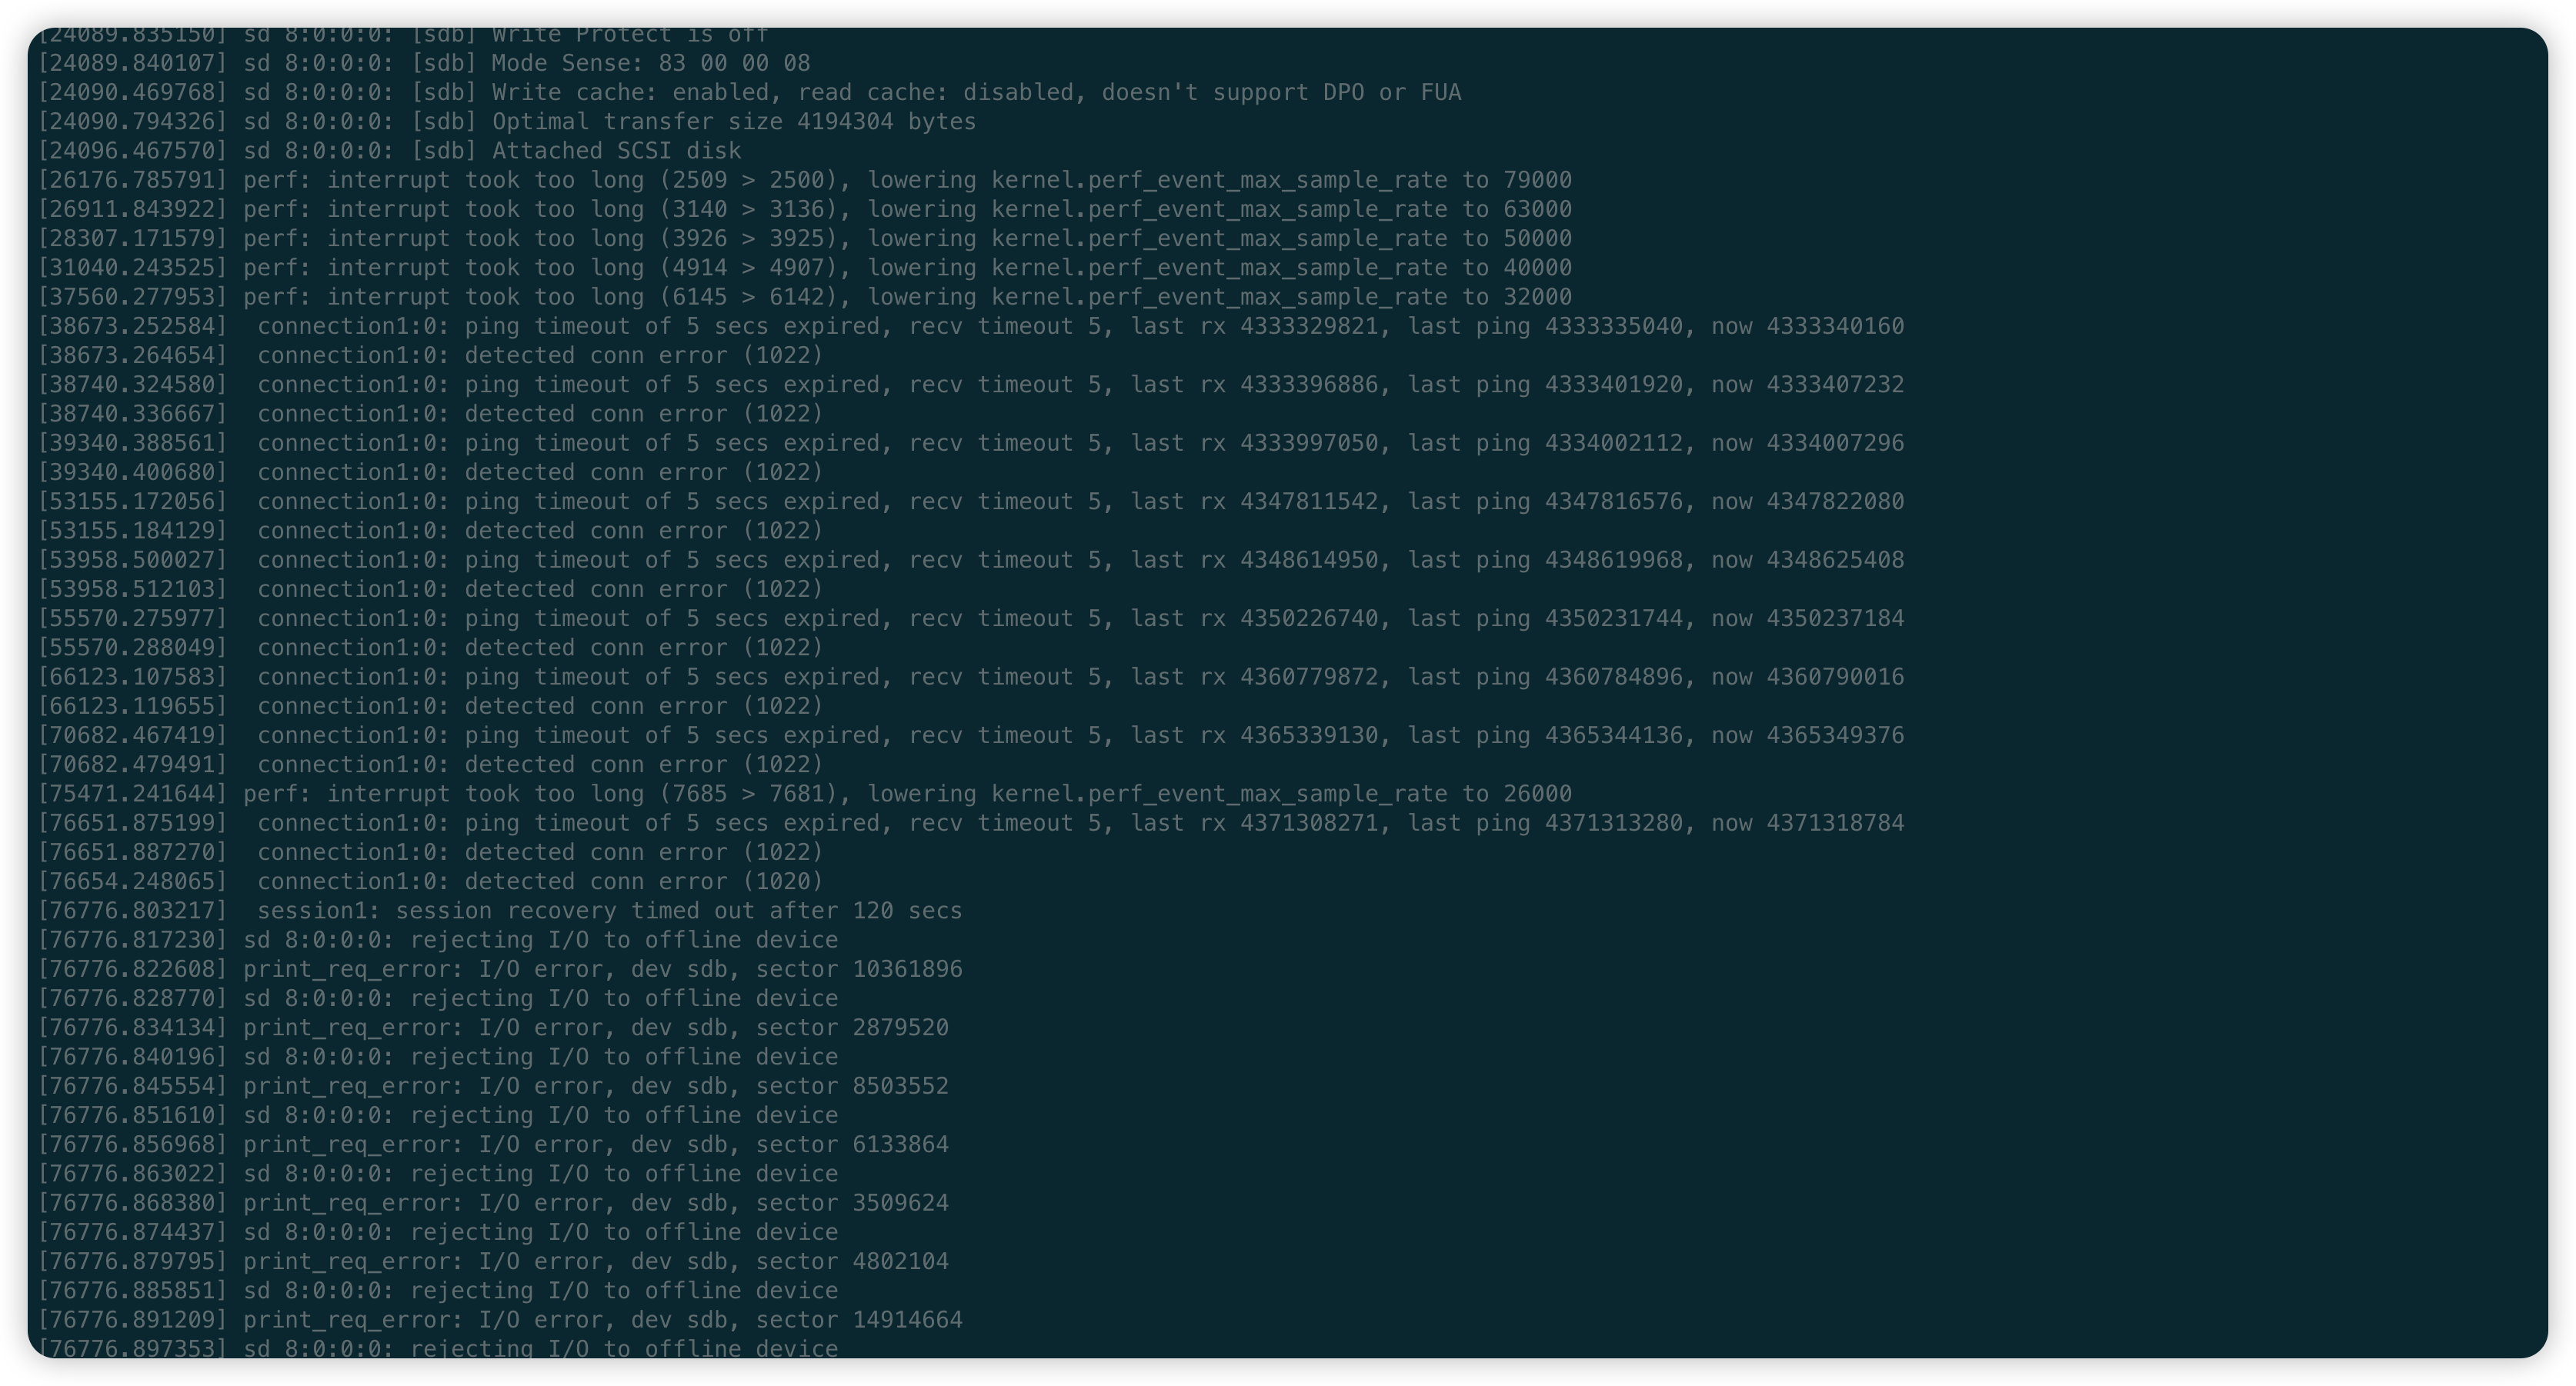 [24089.835150] sd 8:0:0:0: [sdb] Write Protect is off
[24089.840107] sd 8:0:0:0: [sdb] Mode Sense: 83 00 00 08
[24090.469768] sd 8:0:0:0: [sdb] Write cache: enabled, read cache: disabled, doesn't support DPO or FUA
[24090.794326] sd 8:0:0:0: [sdb] Optimal transfer size 4194304 bytes
[24096.467570] sd 8:0:0:0: [sdb] Attached SCSI disk
[26176.785791] perf: interrupt took too long (2509 > 2500), lowering kernel.perf_event_max_sample_rate to 79000
[26911.843922] perf: interrupt took too long (3140 > 3136), lowering kernel.perf_event_max_sample_rate to 63000
[28307.171579] perf: interrupt took too long (3926 > 3925), lowering kernel.perf_event_max_sample_rate to 50000
[31040.243525] perf: interrupt took too long (4914 > 4907), lowering kernel.perf_event_max_sample_rate to 40000
[37560.277953] perf: interrupt took too long (6145 > 6142), lowering kernel.perf_event_max_sample_rate to 32000
[38673.252584]  connection1:0: ping timeout of 5 secs expired, recv timeout 5, last rx 4333329821, last ping 4333335040, now 4333340160
[38673.264654]  connection1:0: detected conn error (1022)
[38740.324580]  connection1:0: ping timeout of 5 secs expired, recv timeout 5, last rx 4333396886, last ping 4333401920, now 4333407232
[38740.336667]  connection1:0: detected conn error (1022)
[39340.388561]  connection1:0: ping timeout of 5 secs expired, recv timeout 5, last rx 4333997050, last ping 4334002112, now 4334007296
[39340.400680]  connection1:0: detected conn error (1022)
[53155.172056]  connection1:0: ping timeout of 5 secs expired, recv timeout 5, last rx 4347811542, last ping 4347816576, now 4347822080
[53155.184129]  connection1:0: detected conn error (1022)
[53958.500027]  connection1:0: ping timeout of 5 secs expired, recv timeout 5, last rx 4348614950, last ping 4348619968, now 4348625408
[53958.512103]  connection1:0: detected conn error (1022)
[55570.275977]  connection1:0: ping timeout of 5 secs expired, recv timeout 5, last rx 4350226740, last ping 4350231744, now 4350237184
[55570.288049]  connection1:0: detected conn error (1022)
[66123.107583]  connection1:0: ping timeout of 5 secs expired, recv timeout 5, last rx 4360779872, last ping 4360784896, now 4360790016
[66123.119655]  connection1:0: detected conn error (1022)
[70682.467419]  connection1:0: ping timeout of 5 secs expired, recv timeout 5, last rx 4365339130, last ping 4365344136, now 4365349376
[70682.479491]  connection1:0: detected conn error (1022)
[75471.241644] perf: interrupt took too long (7685 > 7681), lowering kernel.perf_event_max_sample_rate to 26000
[76651.875199]  connection1:0: ping timeout of 5 secs expired, recv timeout 5, last rx 4371308271, last ping 4371313280, now 4371318784
[76651.887270]  connection1:0: detected conn error (1022)
[76654.248065]  connection1:0: detected conn error (1020)
[76776.803217]  session1: session recovery timed out after 120 secs
[76776.817230] sd 8:0:0:0: rejecting I/O to offline device
[76776.822608] print_req_error: I/O error, dev sdb, sector 10361896
[76776.828770] sd 8:0:0:0: rejecting I/O to offline device
[76776.834134] print_req_error: I/O error, dev sdb, sector 2879520
[76776.840196] sd 8:0:0:0: rejecting I/O to offline device
[76776.845554] print_req_error: I/O error, dev sdb, sector 8503552
[76776.851610] sd 8:0:0:0: rejecting I/O to offline device
[76776.856968] print_req_error: I/O error, dev sdb, sector 6133864
[76776.863022] sd 8:0:0:0: rejecting I/O to offline device
[76776.868380] print_req_error: I/O error, dev sdb, sector 3509624
[76776.874437] sd 8:0:0:0: rejecting I/O to offline device
[76776.879795] print_req_error: I/O error, dev sdb, sector 4802104
[76776.885851] sd 8:0:0:0: rejecting I/O to offline device
[76776.891209] print_req_error: I/O error, dev sdb, sector 14914664
[76776.897353] sd 8:0:0:0: rejecting I/O to offline device